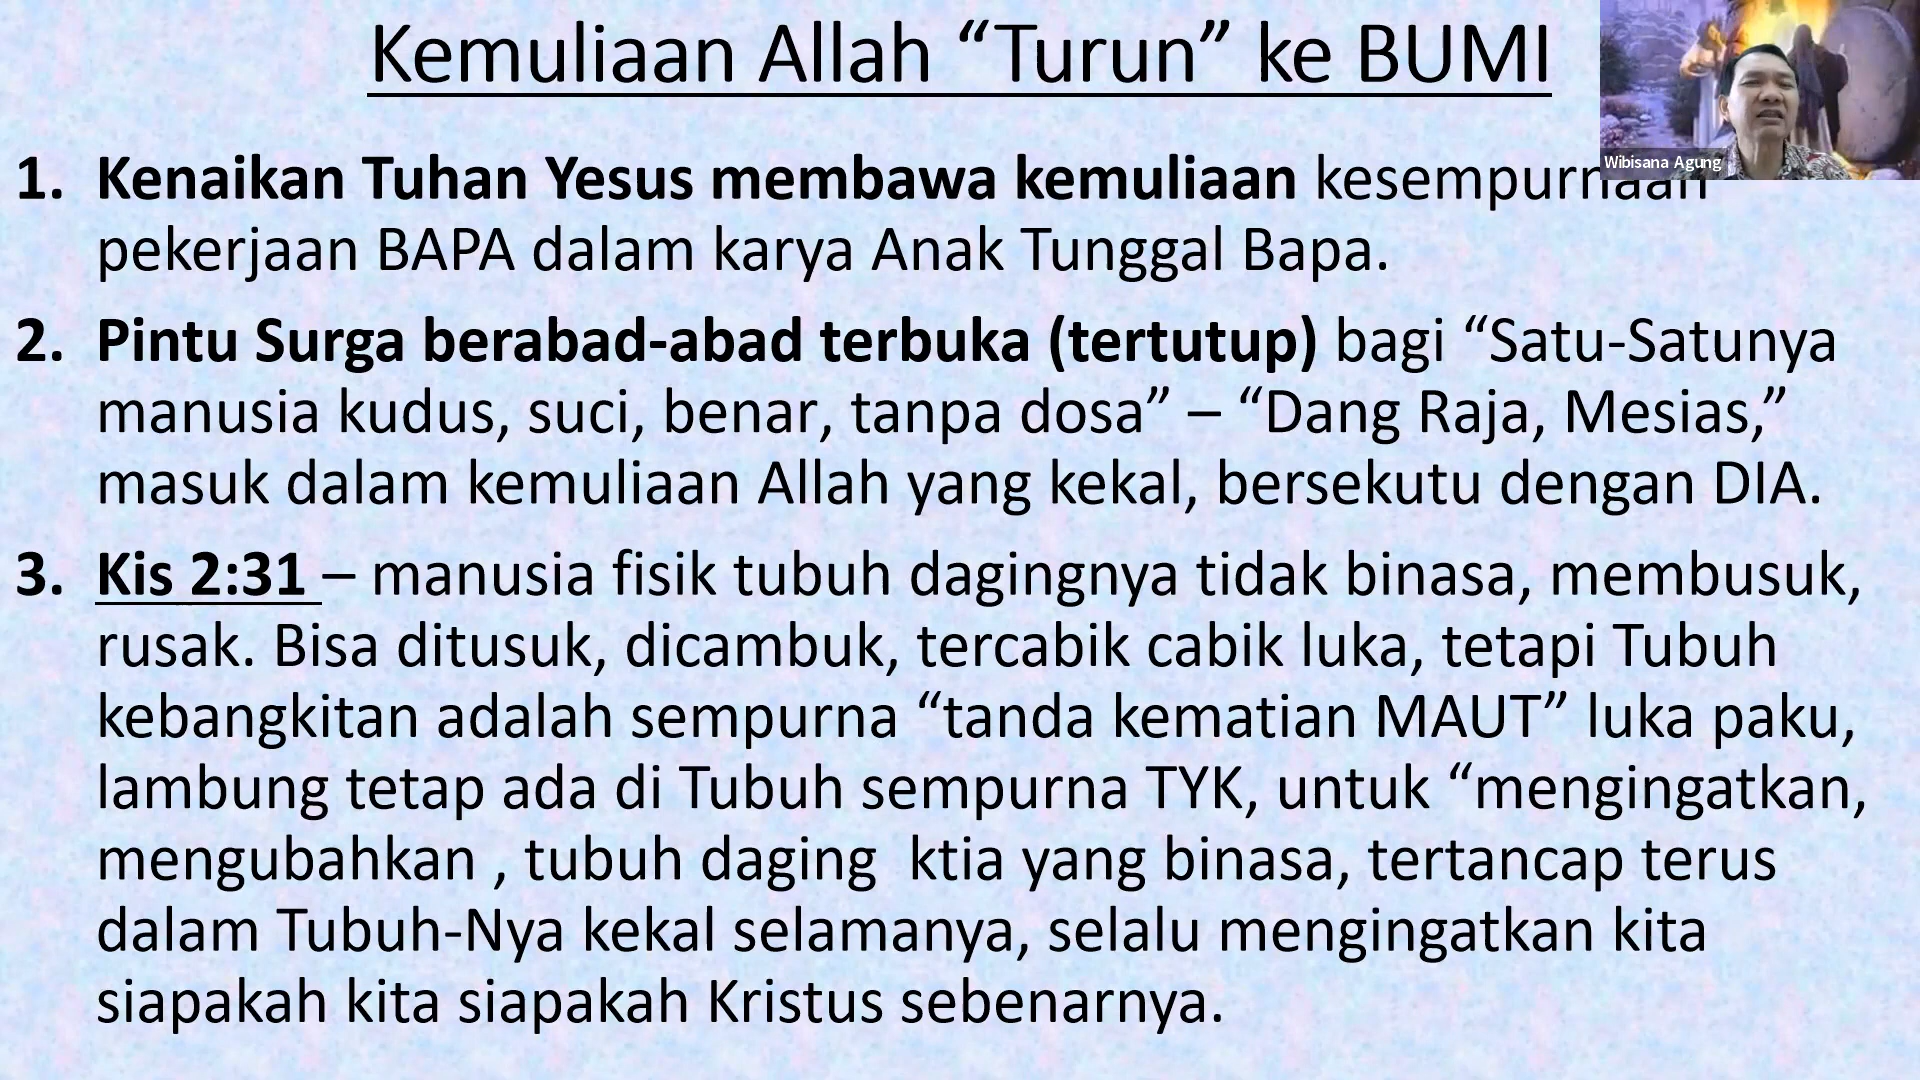 Kemuliaan Allah “Turun” ke BUMI
Wibisana Agung
1. Kenaikan Tuhan Yesus membawa kemuliaan kesempurnaan
pekerjaan BAPA dalam karya Anak Tunggal Bapa.
2. Pintu Surga berabad-abad terbuka (tertutup) bagi “Satu-Satunya
manusia kudus, suci, benar, tanpa dosa” – “Dang Raja, Mesias,”
masuk dalam kemuliaan Allah yang kekal, bersekutu dengan DIA.
3. Kis 2:31 – manusia fisik tubuh dagingnya tidak binasa, membusuk,
rusak. Bisa ditusuk, dicambuk, tercabik cabik luka, tetapi Tubuh
kebangkitan adalah sempurna “tanda kematian MAUT” luka paku,
lambung tetap ada di Tubuh sempurna TYK, untuk “mengingatkan,
mengubahkan , tubuh daging  ktia yang binasa, tertancap terus
dalam Tubuh-Nya kekal selamanya, selalu mengingatkan kita
siapakah kita siapakah Kristus sebenarnya.